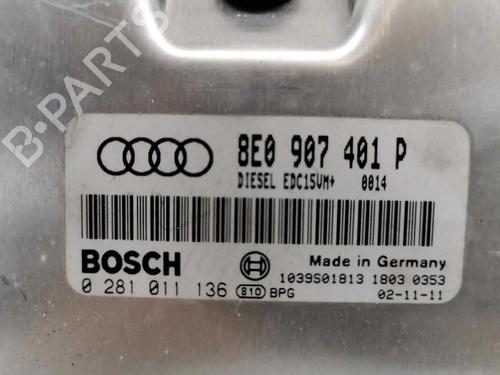 B-PARTS
8E0 907 401 P
DIESEL EDC15VM+ 0014
BOSCH
Made in Germany
0 281 011 136 810 BPG
1039S01813 1803 0353
02-11-11